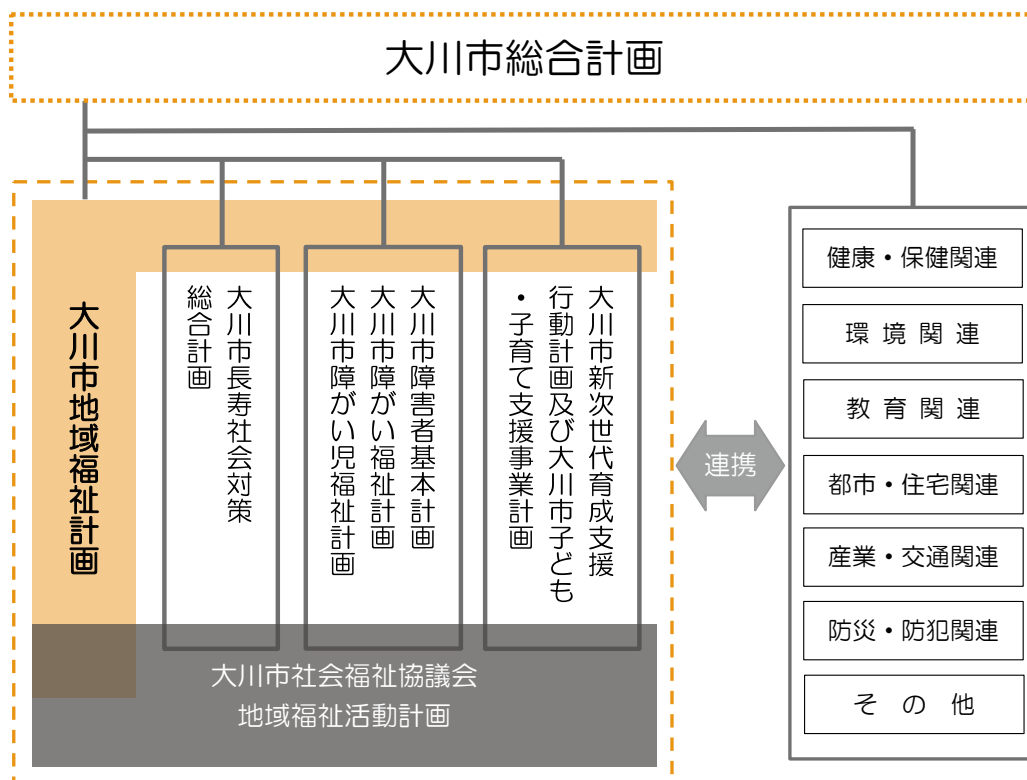 大川市総合計画
大川市地域福祉計画
大川市長寿社会対策
総合計画
大川市障害者基本計画
大川市障がい福祉計画
大川市障がい児福祉計画
大川市新次世代育成支援
行動計画及び大川市子ども
・子育て支援事業計画
大川市社会福祉協議会
地域福祉活動計画
連携
健康・保健関連
環境関連
教育関連
都市・住宅関連
産業・交通関連
防災・防犯関連
その他